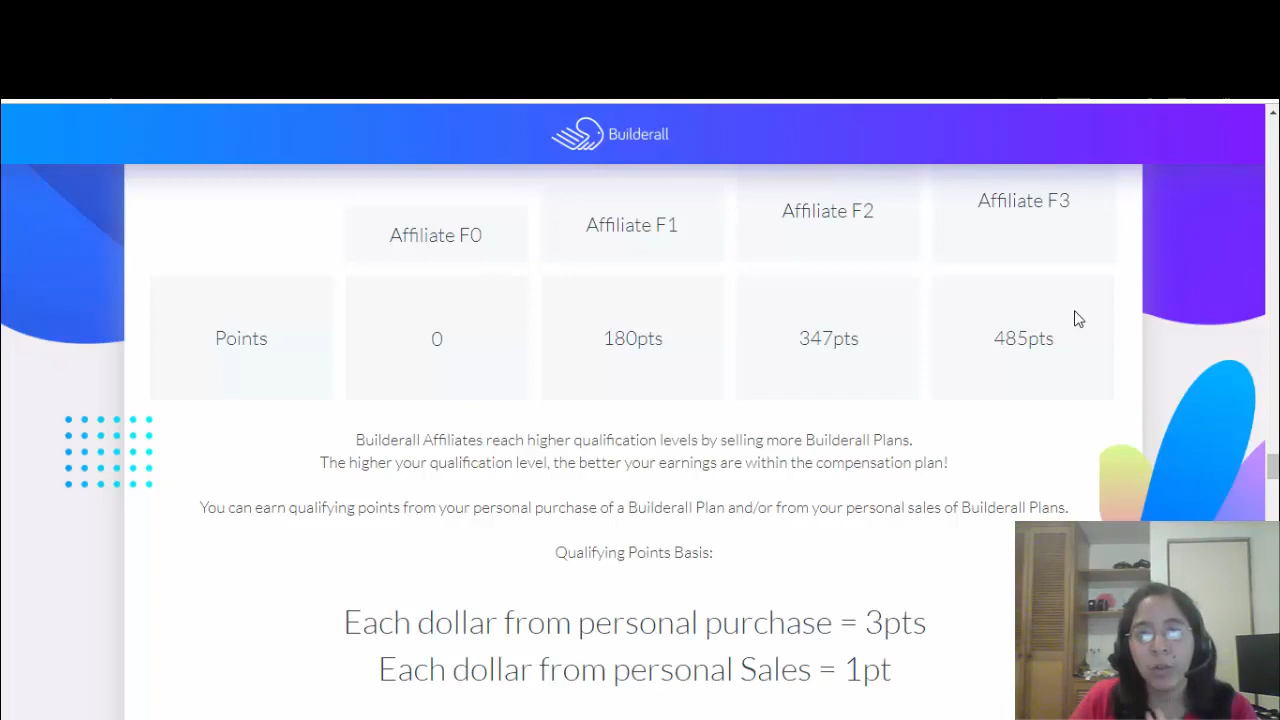 Builderall
Affiliate F0
Affiliate F1
Affiliate F2
Affiliate F3
Points
0
180pts
347pts
485pts
Builderall Affiliates reach higher qualification levels by selling more Builderall Plans.
The higher your qualification level, the better your earnings are within the compensation plan!
You can earn qualifying points from your personal purchase of a Builderall Plan and/or from your personal sales of Builderall Plans.
Qualifying Points Basis:
Each dollar from personal purchase = 3pts
Each dollar from personal Sales = 1pt